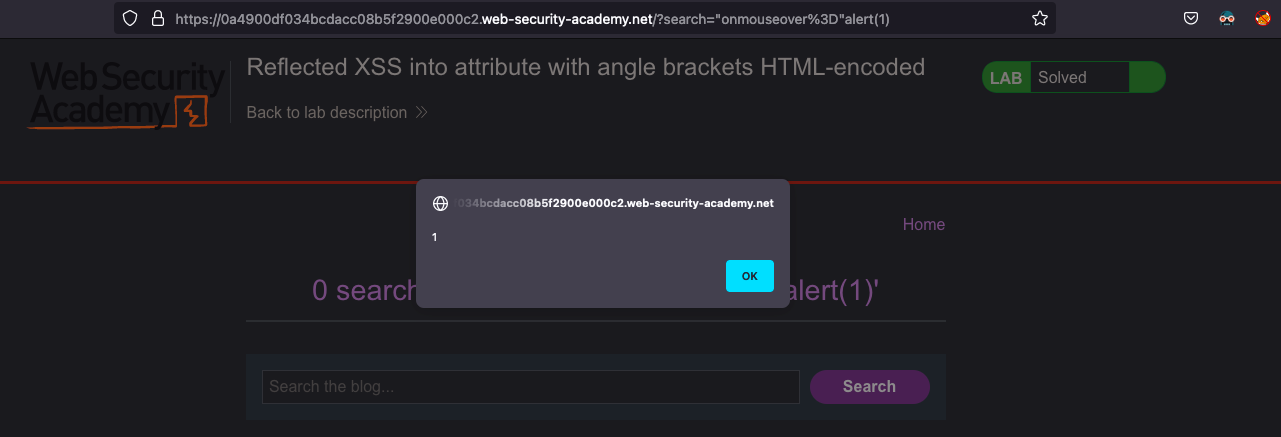 https://0a4900df034bcdacc08b5f2900e000c2.web-security-academy.net/?search="onmouseover%3D"alert(1)
Web Security
Academy
Reflected XSS into attribute with angle brackets HTML-encoded
LAB Solved
Back to lab description
034bcdacc08b5f2900e000c2.web-security-academy.net
1
OK
Home
0 search
alert(1)'
Search the blog...
Search